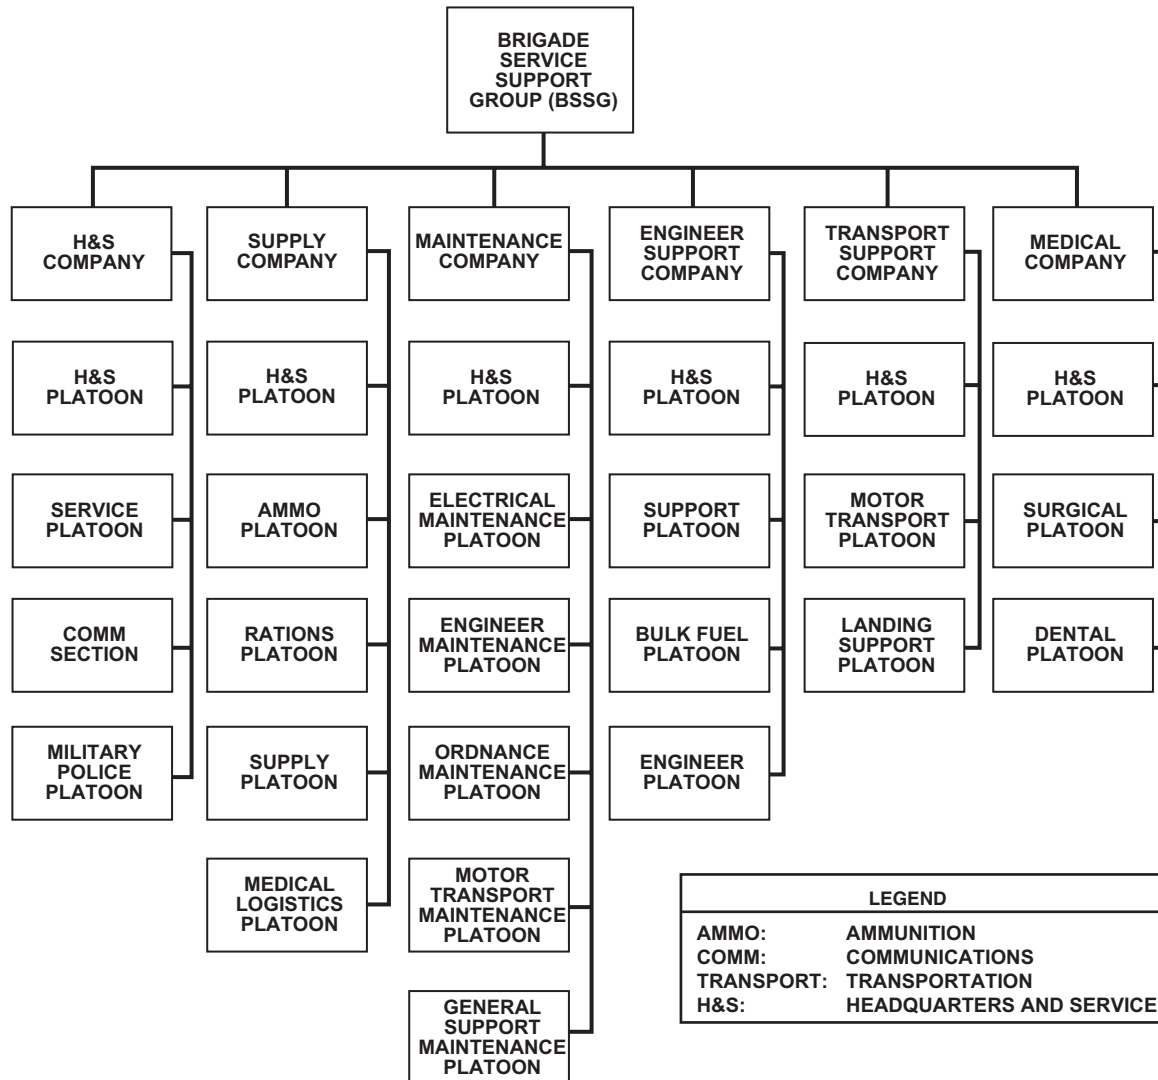 BRIGADE
SERVICE
SUPPORT
GROUP (BSSG)
H&S
COMPANY
SUPPLY
COMPANY
MAINTENANCE
COMPANY
ENGINEER
SUPPORT
COMPANY
TRANSPORT
SUPPORT
COMPANY
MEDICAL
COMPANY
H&S
PLATOON
H&S
PLATOON
H&S
PLATOON
H&S
PLATOON
H&S
PLATOON
H&S
PLATOON
SERVICE
PLATOON
AMMO
PLATOON
ELECTRICAL
MAINTENANCE
PLATOON
SUPPORT
PLATOON
MOTOR
TRANSPORT
PLATOON
SURGICAL
PLATOON
COMM
SECTION
RATIONS
PLATOON
ENGINEER
MAINTENANCE
PLATOON
BULK FUEL
PLATOON
LANDING
SUPPORT
PLATOON
DENTAL
PLATOON
MILITARY
POLICE
PLATOON
SUPPLY
PLATOON
ORDNANCE
MAINTENANCE
PLATOON
ENGINEER
PLATOON
MEDICAL
LOGISTICS
PLATOON
MOTOR
TRANSPORT
MAINTENANCE
PLATOON
GENERAL
SUPPORT
MAINTENANCE
PLATOON
LEGEND
AMMO: AMMUNITION
COMM: COMMUNICATIONS
TRANSPORT: TRANSPORTATION
H&S: HEADQUARTERS AND SERVICE